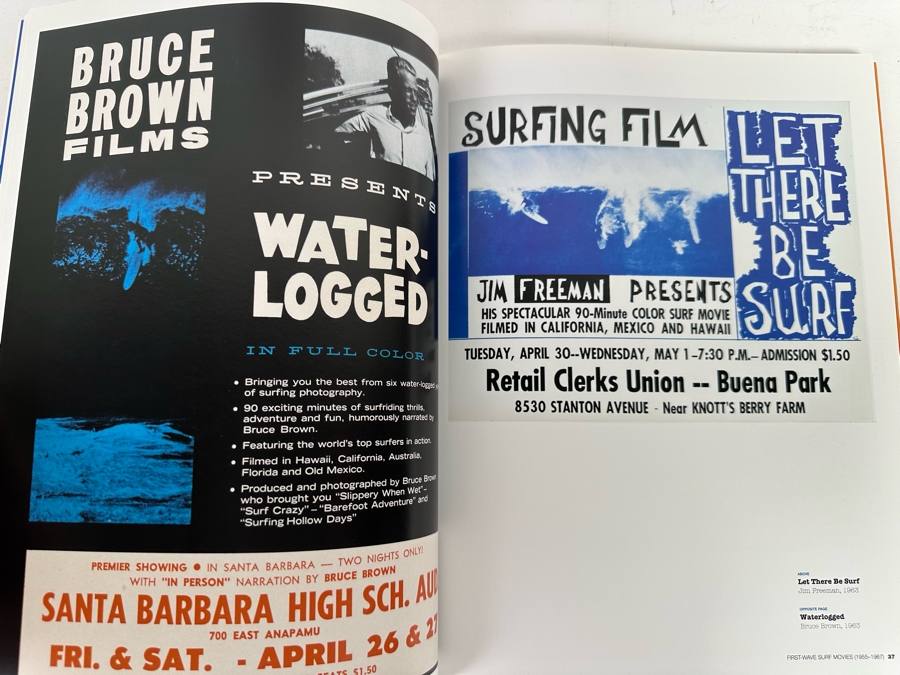 BRUCE
BROWN
FILMS
PRESENTS
WATER-
LOGGED
IN FULL COLOR
• Bringing you the best from six water-logged
of surfing photography.
• 90 exciting minutes of surfriding thrills,
adventure and fun, humorously narrated by
Bruce Brown.
• Featuring the world's top surfers in action.
• Filmed in Hawaii, California, Australia,
Florida and Old Mexico.
• Produced and photographed by Bruce Brown
who brought you "Slippery When Wet"–
"Surf Crazy"–"Barefoot Adventure" and
"Surfing Hollow Days"
PREMIER SHOWING • IN SANTA BARBARA — TWO NIGHTS ONLY!
WITH "IN PERSON" NARRATION BY BRUCE BROWN
SANTA BARBARA HIGH SCH. AUD
700 EAST ANAPAMU
FRI. & SAT. - APRIL 26 & 27
SEATS $1.50
SURFING FILM
LET
THERE
BE
SURF
JIM FREEMAN PRESENTS
HIS SPECTACULAR 90-Minute COLOR SURF MOVIE
FILMED IN CALIFORNIA, MEXICO AND HAWAII
TUESDAY, APRIL 30--WEDNESDAY, MAY 1-7:30 P.M.—ADMISSION $1.50
Retail Clerks Union -- Buena Park
8530 STANTON AVENUE - Near KNOTT'S BERRY FARM
ABOVE
Let There Be Surf
Jim Freeman, 1963
OPPOSITE PAGE
Waterlogged
Bruce Brown, 1963
FIRST-WAVE SURF MOVIES (1955–1967) 37